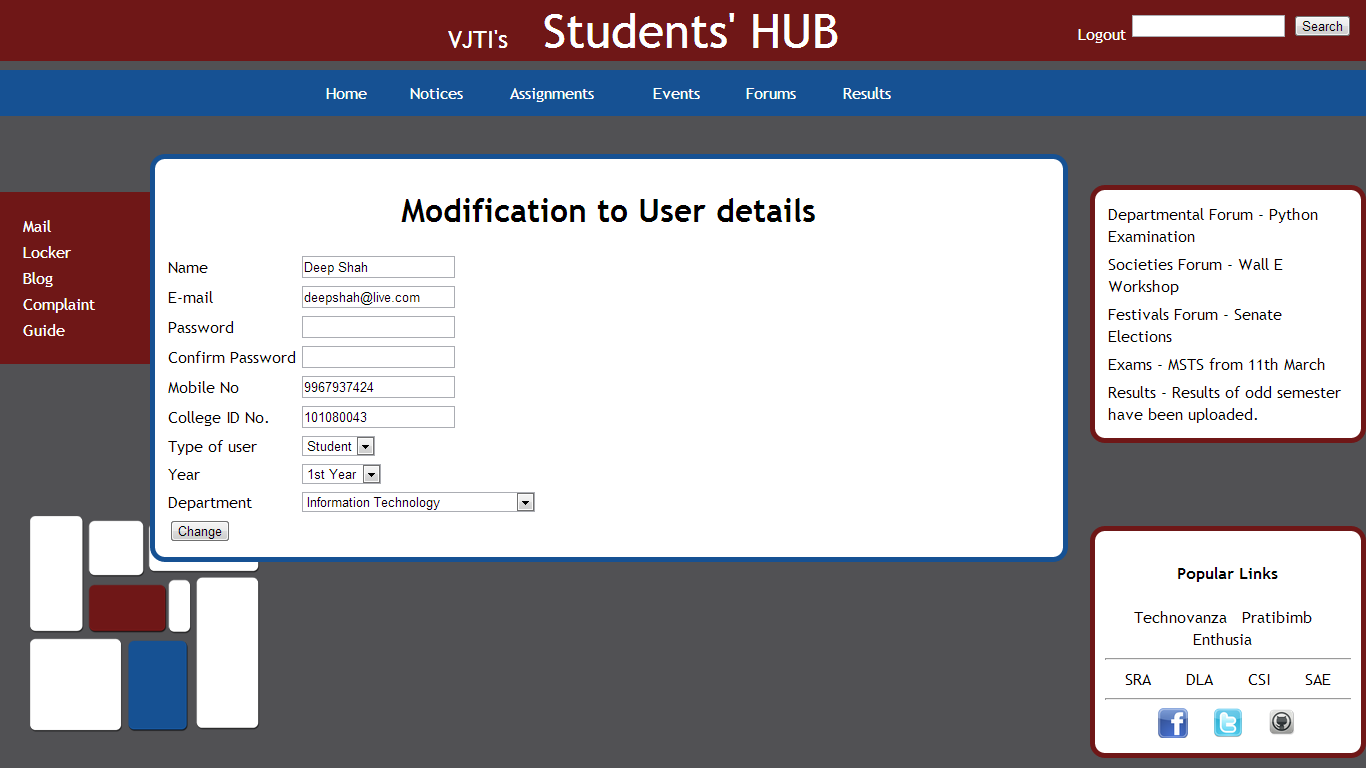 VJTI's Students' HUB
Logout Search
Home Notices Assignments Events Forums Results
Mail
Locker
Blog
Complaint
Guide
Modification to User details
Name Deep Shah
E-mail deepshah@live.com
Password
Confirm Password
Mobile No 9967937424
College ID No. 101080043
Type of user Student
Year 1st Year
Department Information Technology
Change
Departmental Forum - Python
Examination
Societies Forum - Wall E
Workshop
Festivals Forum - Senate
Elections
Exams - MSTS from 11th March
Results - Results of odd semester
have been uploaded.
Popular Links
Technovanza Pratibimb
Enthusia
SRA DLA CSI SAE